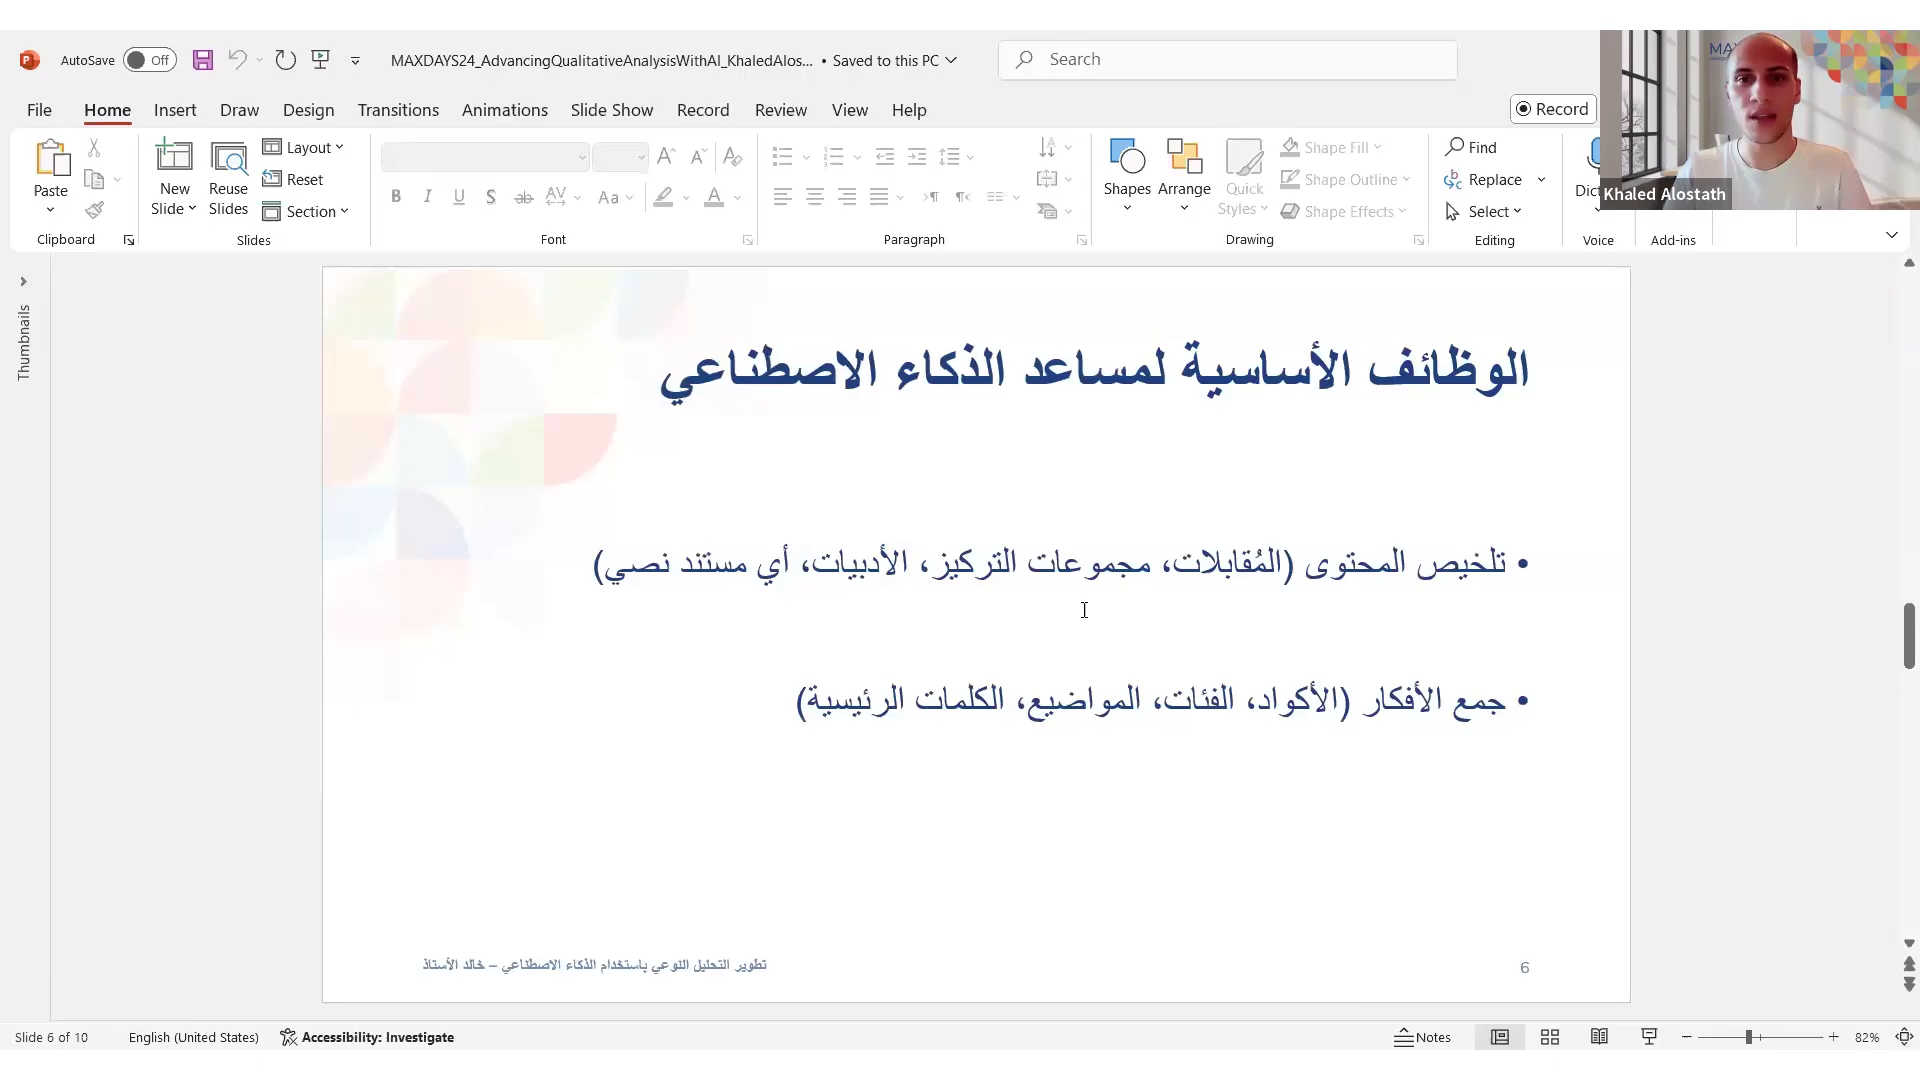 AutoSave Off
MAXDAYS24_AdvancingQualitativeAnalysisWithAI_KhaledAlos... • Saved to this PC
Search
File Home Insert Draw Design Transitions Animations Slide Show Record Review View Help
Record
Paste
New Slide
Reuse Slides
Layout
Reset
Section
Find
Replace
Select
Shapes
Arrange
Quick Styles
Shape Fill
Shape Outline
Shape Effects
Khaled Alostath
Clipboard Slides Font Paragraph Drawing Editing Voice Add-ins
Thumbnails
الوظائف الأساسية لمساعد الذكاء الاصطناعي
• تلخيص المحتوى (المُقابلات، مجموعات التركيز، الأدبيات، أي مستند نصي)
• جمع الأفكار (الأكواد، الفئات، المواضيع، الكلمات الرئيسية)
تطوير التحليل النوعي باستخدام الذكاء الاصطناعي – خالد الأستاذ
6
Slide 6 of 10 English (United States) Accessibility: Investigate Notes 82%